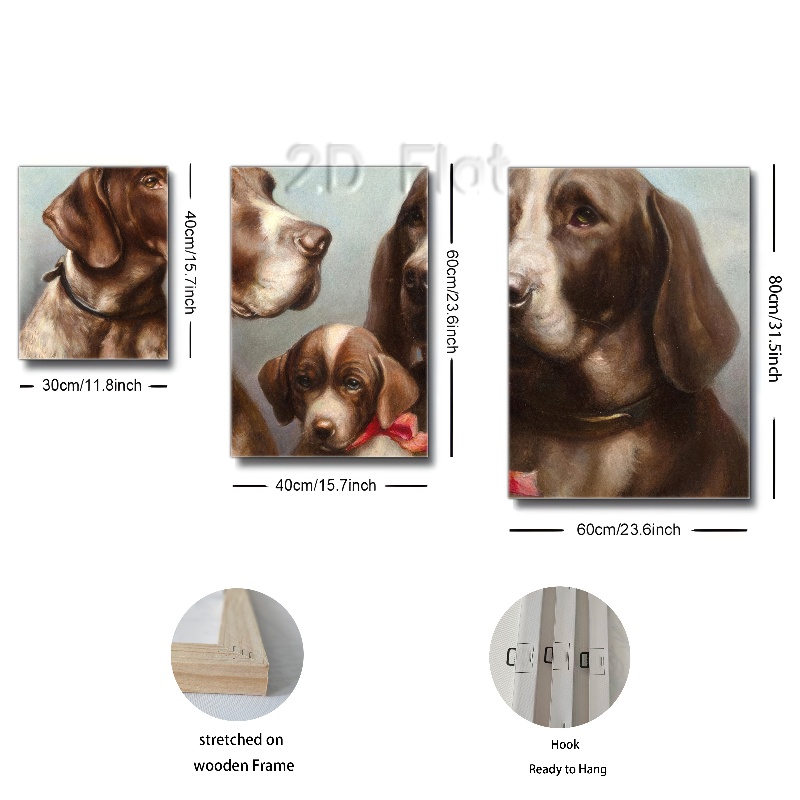 2D Flat
40cm/15.7inch
30cm/11.8inch
60cm/23.6inch
40cm/15.7inch
80cm/31.5inch
60cm/23.6inch
stretched on
wooden Frame
Hook
Ready to Hang